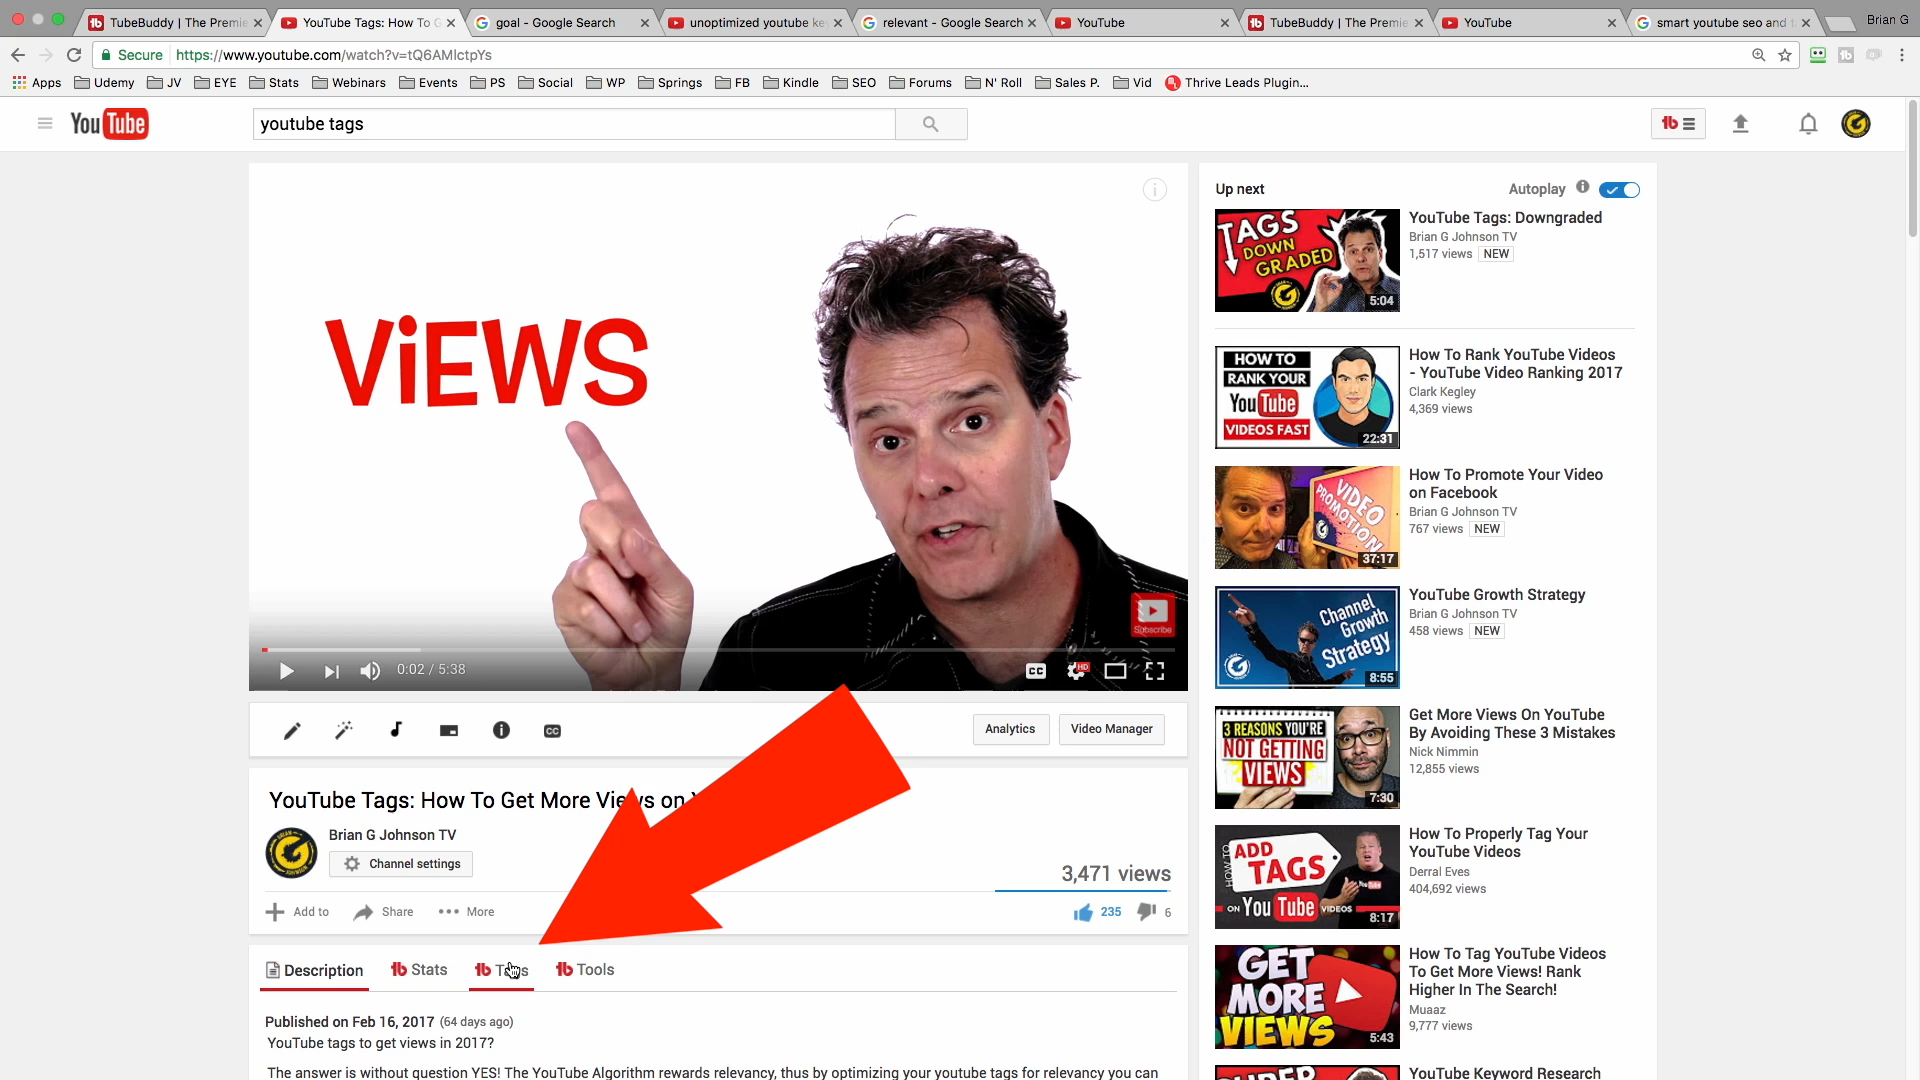 TubeBuddy | The Premie
YouTube Tags: How To G
goal - Google Search
unoptimized youtube ke
relevant - Google Search
YouTube
TubeBuddy | The Premie
YouTube
smart youtube seo and t
Brian G
Secure
https://www.youtube.com/watch?v=tQ6AMlctpYs
Apps
Udemy
JV
EYE
Stats
Webinars
Events
PS
Social
WP
Springs
FB
Kindle
SEO
Forums
N' Roll
Sales P.
Vid
Thrive Leads Plugin...
YouTube
youtube tags
tb
ViEWS
Subscribe
0:02 / 5:38
CC
HD
CC
Analytics
Video Manager
YouTube Tags: How To Get More Views on
Brian G Johnson TV
Channel settings
3,471 views
Add to
Share
More
235
6
Description
tb Stats
tb
tb Tools
Published on Feb 16, 2017 (64 days ago)
YouTube tags to get views in 2017?
The answer is without question YES! The YouTube Algorithm rewards relevancy, thus by optimizing your youtube tags for relevancy you can
Up next
Autoplay
TAGS
DOWN
GRADED
5:04
YouTube Tags: Downgraded
Brian G Johnson TV
1,517 views NEW
HOW TO
RANK YOUR
YouTube
VIDEOS FAST
22:31
How To Rank YouTube Videos
- YouTube Video Ranking 2017
Clark Kegley
4,369 views
VIDEO
PROMOTION
37:17
How To Promote Your Video
on Facebook
Brian G Johnson TV
767 views NEW
Channel
Growth
Strategy
8:55
YouTube Growth Strategy
Brian G Johnson TV
458 views NEW
3 REASONS YOU'RE
NOT GETTING
VIEWS
7:30
Get More Views On YouTube
By Avoiding These 3 Mistakes
Nick Nimmin
12,855 views
HOW TO
ADD
TAGS
ON YouTube VIDEOS
8:17
How To Properly Tag Your
YouTube Videos
Derral Eves
404,692 views
GET
MORE
VIEWS
5:43
How To Tag YouTube Videos
To Get More Views! Rank
Higher In The Search!
Muaaz
9,777 views
YouTube Keyword Research